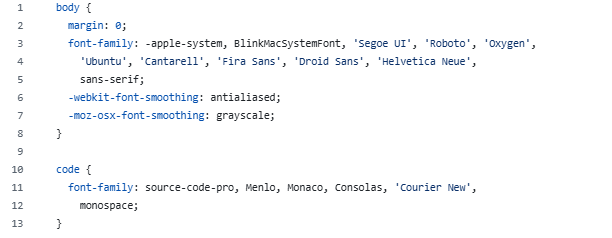 1 body {
2   margin: 0;
3   font-family: -apple-system, BlinkMacSystemFont, 'Segoe UI', 'Roboto', 'Oxygen',
4     'Ubuntu', 'Cantarell', 'Fira Sans', 'Droid Sans', 'Helvetica Neue',
5     sans-serif;
6   -webkit-font-smoothing: antialiased;
7   -moz-osx-font-smoothing: grayscale;
8 }
9
10 code {
11   font-family: source-code-pro, Menlo, Monaco, Consolas, 'Courier New',
12     monospace;
13 }